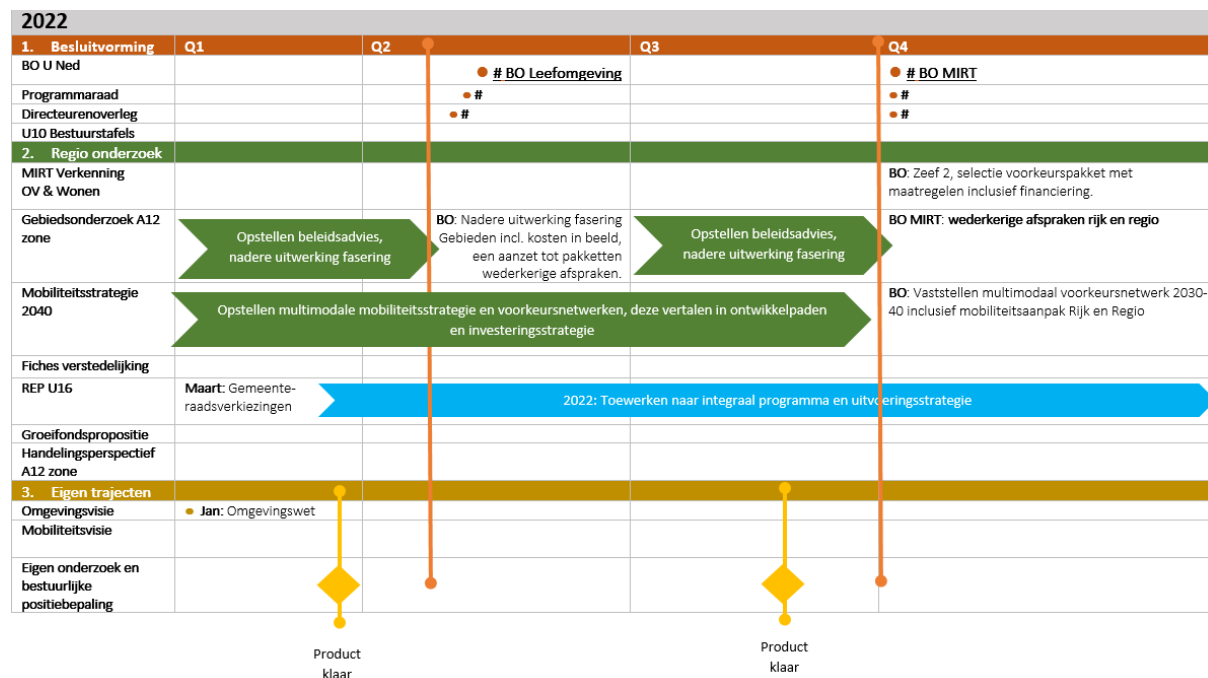 2022
1. Besluitvorming Q1 Q2 Q3 Q4
BO U Ned
# BO Leefomgeving # BO MIRT
Programmaraad # #
Directeurenoverleg # #
U10 Bestuurstafels
2. Regio onderzoek
MIRT Verkenning
OV & Wonen
BO: Zeef 2, selectie voorkeurspakket met
maatregelen inclusief financiering.
Gebiedsonderzoek A12
zone
Opstellen beleidsadvies,
nadere uitwerking fasering
BO: Nadere uitwerking fasering
Gebieden incl. kosten in beeld,
een aanzet tot pakketten
wederkerige afspraken.
Opstellen beleidsadvies,
nadere uitwerking fasering
BO MIRT: wederkerige afspraken rijk en regio
Mobiliteitsstrategie
2040
Opstellen multimodale mobiliteitsstrategie en voorkeursnetwerken, deze vertalen in ontwikkelpaden
en investeringsstrategie
BO: Vaststellen multimodaal voorkeursnetwerk 2030-
40 inclusief mobiliteitsaanpak Rijk en Regio
Fiches verstedelijking
REP U16
Maart: Gemeente-
raadsverkiezingen
2022: Toewerken naar integraal programma en uitvoeringsstrategie
Groeifondspropositie
Handelingsperspectief
A12 zone
3. Eigen trajecten
Omgevingsvisie Jan: Omgevingswet
Mobiliteitsvisie
Eigen onderzoek en
bestuurlijke
positiebepaling
Product
klaar
Product
klaar